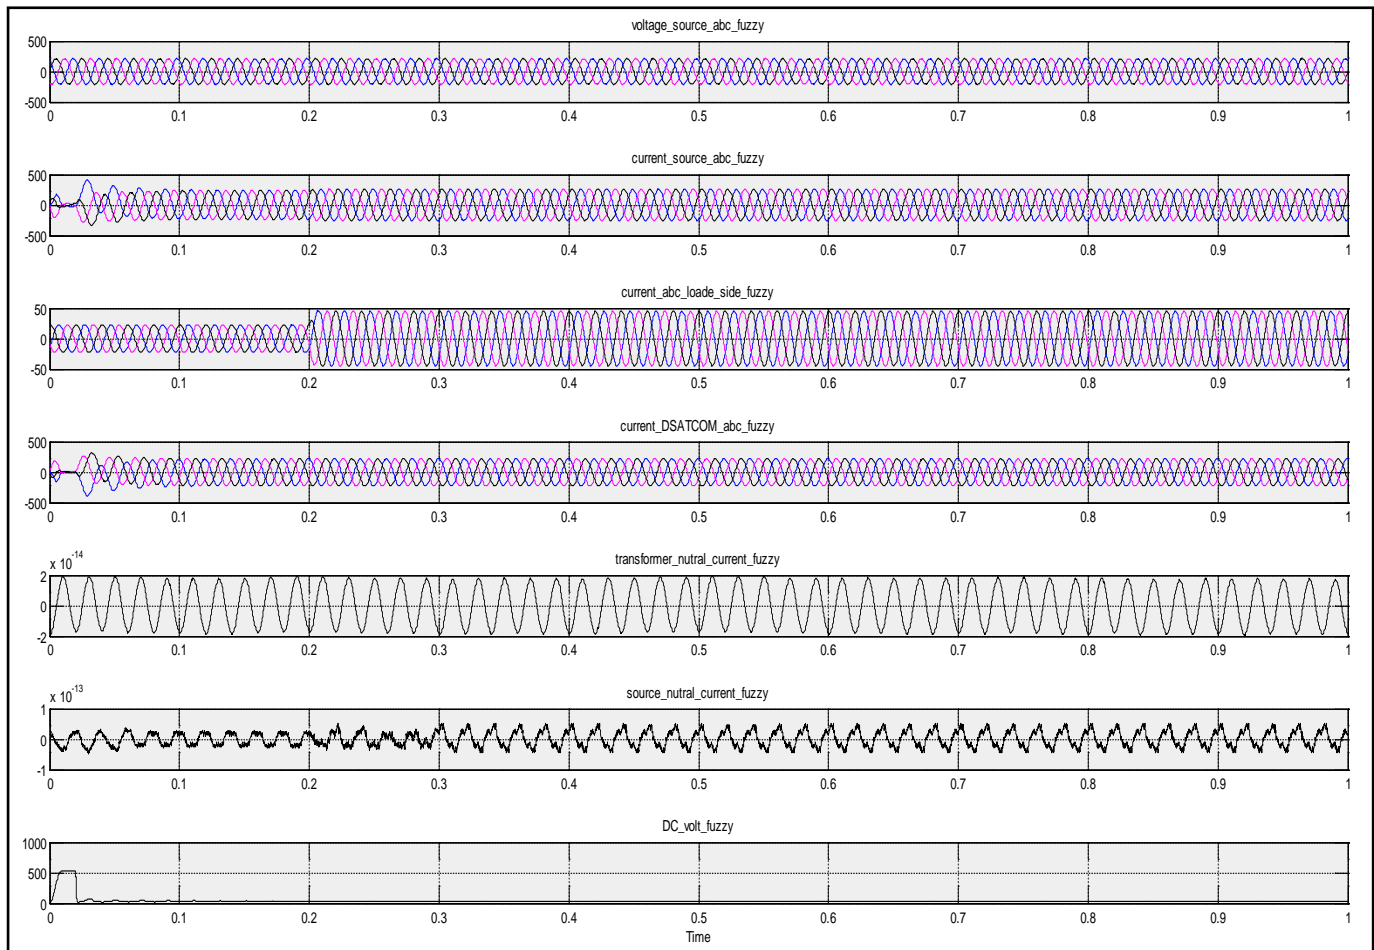 voltage_source_abc_fuzzy
500
0
-500
0 0.1 0.2 0.3 0.4 0.5 0.6 0.7 0.8 0.9 1
current_source_abc_fuzzy
500
0
-500
0 0.1 0.2 0.3 0.4 0.5 0.6 0.7 0.8 0.9 1
current_abc_loade_side_fuzzy
50
0
-50
0 0.1 0.2 0.3 0.4 0.5 0.6 0.7 0.8 0.9 1
current_DSATCOM_abc_fuzzy
500
0
-500
0 0.1 0.2 0.3 0.4 0.5 0.6 0.7 0.8 0.9 1
x 10^-14
transformer_nutral_current_fuzzy
2
0
-2
0 0.1 0.2 0.3 0.4 0.5 0.6 0.7 0.8 0.9 1
x 10^-13
source_nutral_current_fuzzy
1
0
-1
0 0.1 0.2 0.3 0.4 0.5 0.6 0.7 0.8 0.9 1
DC_volt_fuzzy
1000
500
0
0 0.1 0.2 0.3 0.4 0.5 0.6 0.7 0.8 0.9 1
Time